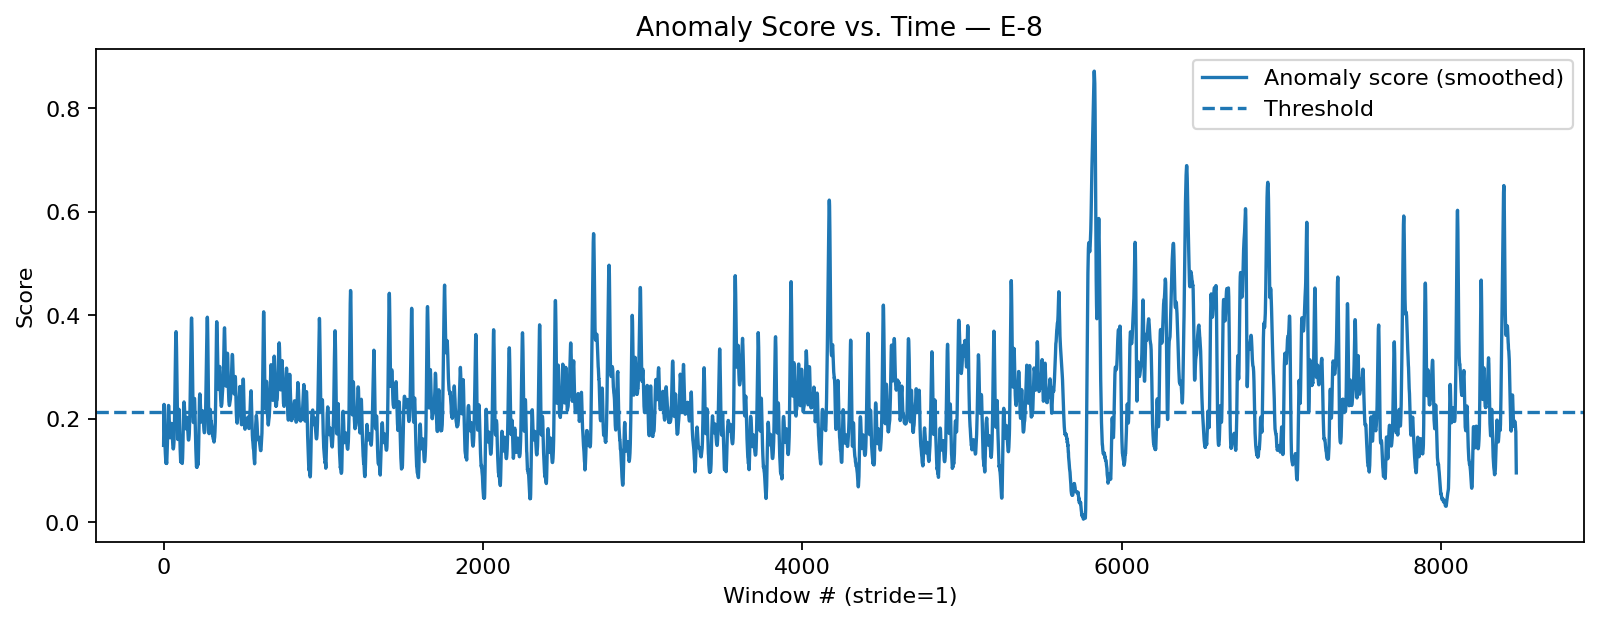 Anomaly Score vs. Time — E-8
Anomaly score (smoothed)
Threshold
Score
0.8
0.6
0.4
0.2
0.0
0 2000 4000 6000 8000
Window # (stride=1)